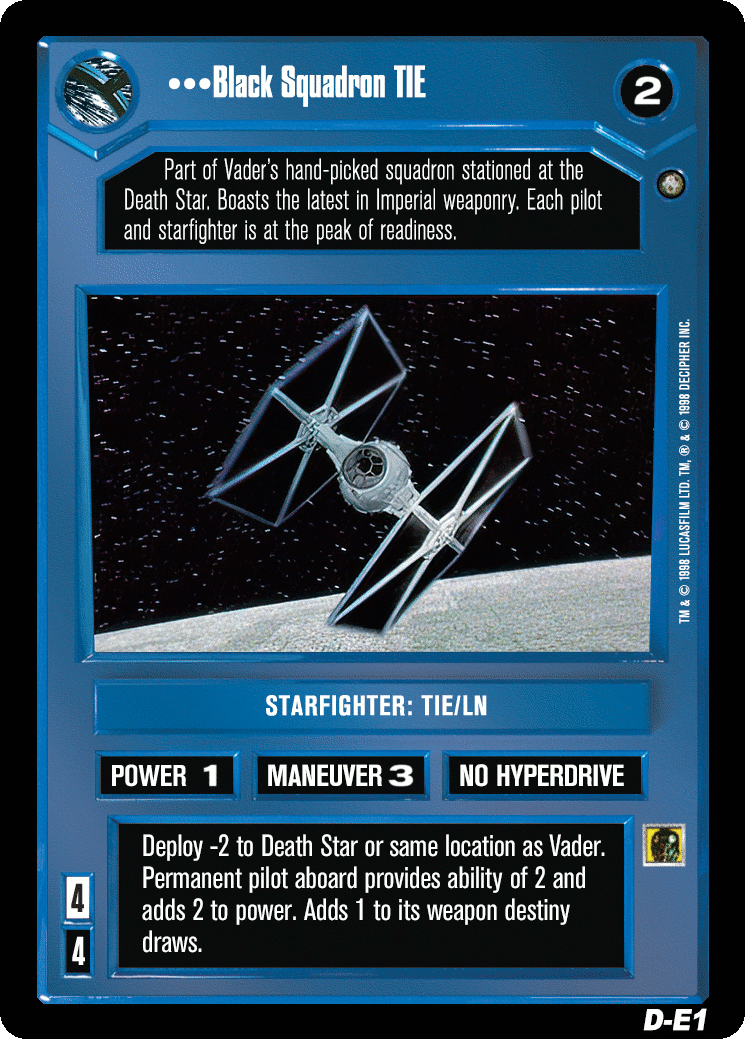 •••Black Squadron TIE
2
Part of Vader's hand-picked squadron stationed at the
Death Star. Boasts the latest in Imperial weaponry. Each pilot
and starfighter is at the peak of readiness.
TM & © 1998 LUCASFILM LTD. TM, ® & © 1998 DECIPHER INC.
STARFIGHTER: TIE/LN
POWER 1
MANEUVER 3
NO HYPERDRIVE
Deploy -2 to Death Star or same location as Vader.
Permanent pilot aboard provides ability of 2 and
adds 2 to power. Adds 1 to its weapon destiny
draws.
4
4
D-E1